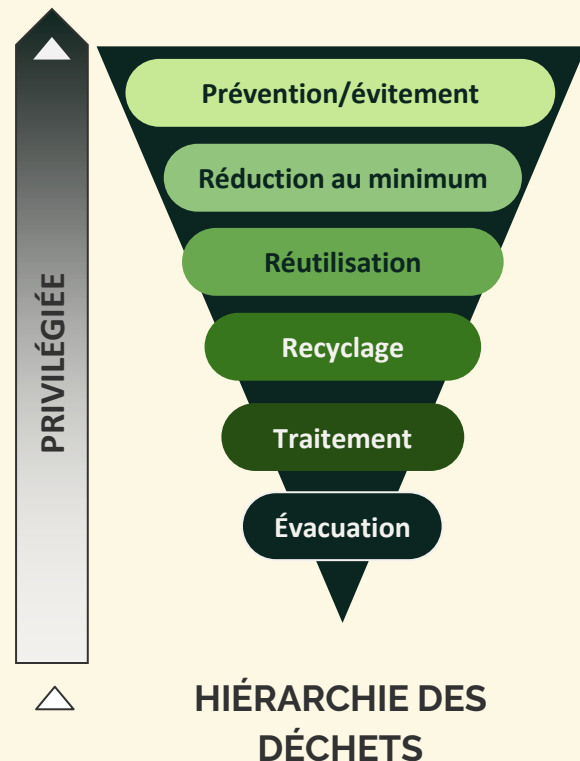 Prévention/évitement
Réduction au minimum
Réutilisation
Recyclage
Traitement
Évacuation
PRIVILÉGIÉE
HIÉRARCHIE DES
DÉCHETS